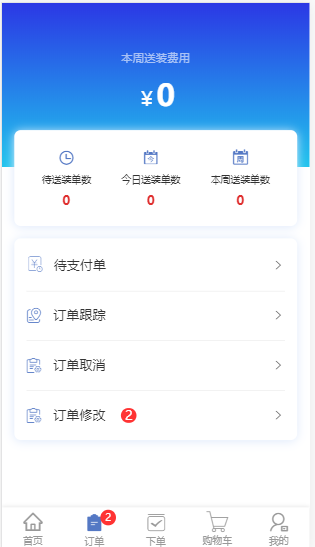 本周送装费用
¥0
今 周
待送装单数 今日送装单数 本周送装单数
0 0 0
¥ 待支付单
订单跟踪
订单取消
订单修改 2
2
首页 订单 下单 购物车 我的